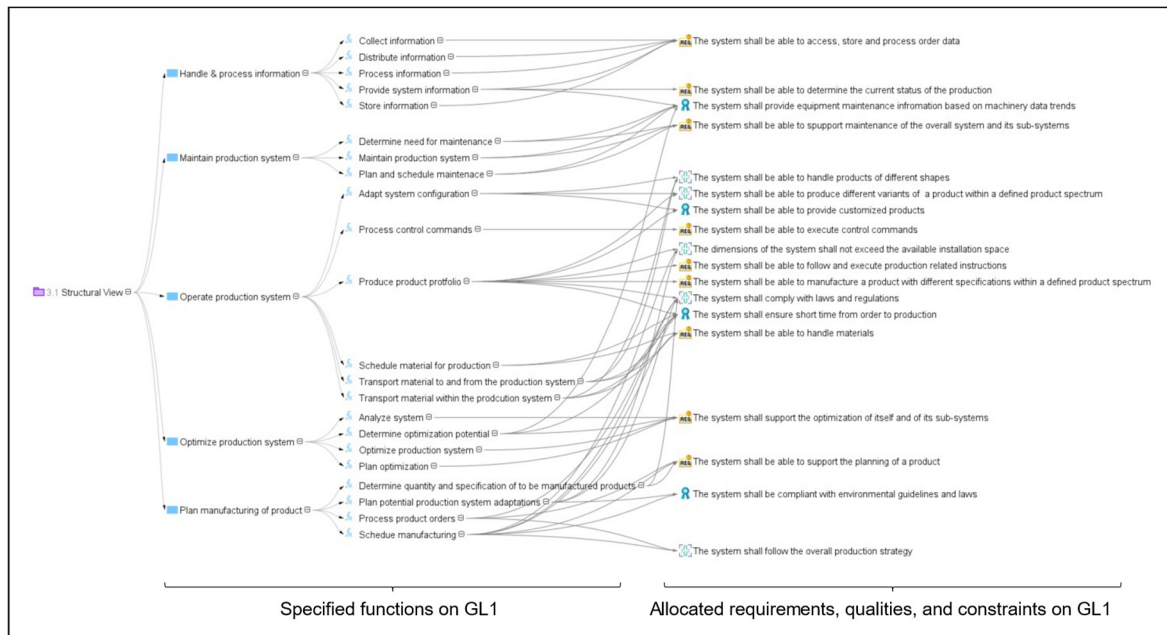 3.1 Structural View
Handle & process information
Maintain production system
Operate production system
Optimize production system
Plan manufacturing of product
Collect information
Distribute information
Process information
Provide system information
Store information
Determine need for maintenance
Maintain production system
Plan and schedule maintenace
Adapt system configuration
Process control commands
Produce product protfolio
Schedule material for production
Transport material to and from the production system
Transport material within the prodcution system
Analyze system
Determine optimization potential
Optimize production system
Plan optimization
Determine quantity and specification of to be manufactured products
Plan potential production system adaptations
Process product orders
Schedue manufacturing
The system shall be able to access, store and process order data
The system shall be able to determine the current status of the production
The system shall provide equipment maintenance infromation based on machinery data trends
The system shall be able to spupport maintenance of the overall system and its sub-systems
The system shall be able to handle products of different shapes
The system shall be able to produce different variants of a product within a defined product spectrum
The system shall be able to provide customized products
The system shall be able to execute control commands
The dimensions of the system shall not exceed the available installation space
The system shall be able to follow and execute production related instructions
The system shall be able to manufacture a product with different specifications within a defined product spectrum
The system shall comply with laws and regulations
The system shall ensure short time from order to production
The system shall be able to handle materials
The system shall support the optimization of itself and of its sub-systems
The system shall be able to support the planning of a product
The system shall be compliant with environmental guidelines and laws
The system shall follow the overall production strategy
Specified functions on GL1
Allocated requirements, qualities, and constraints on GL1